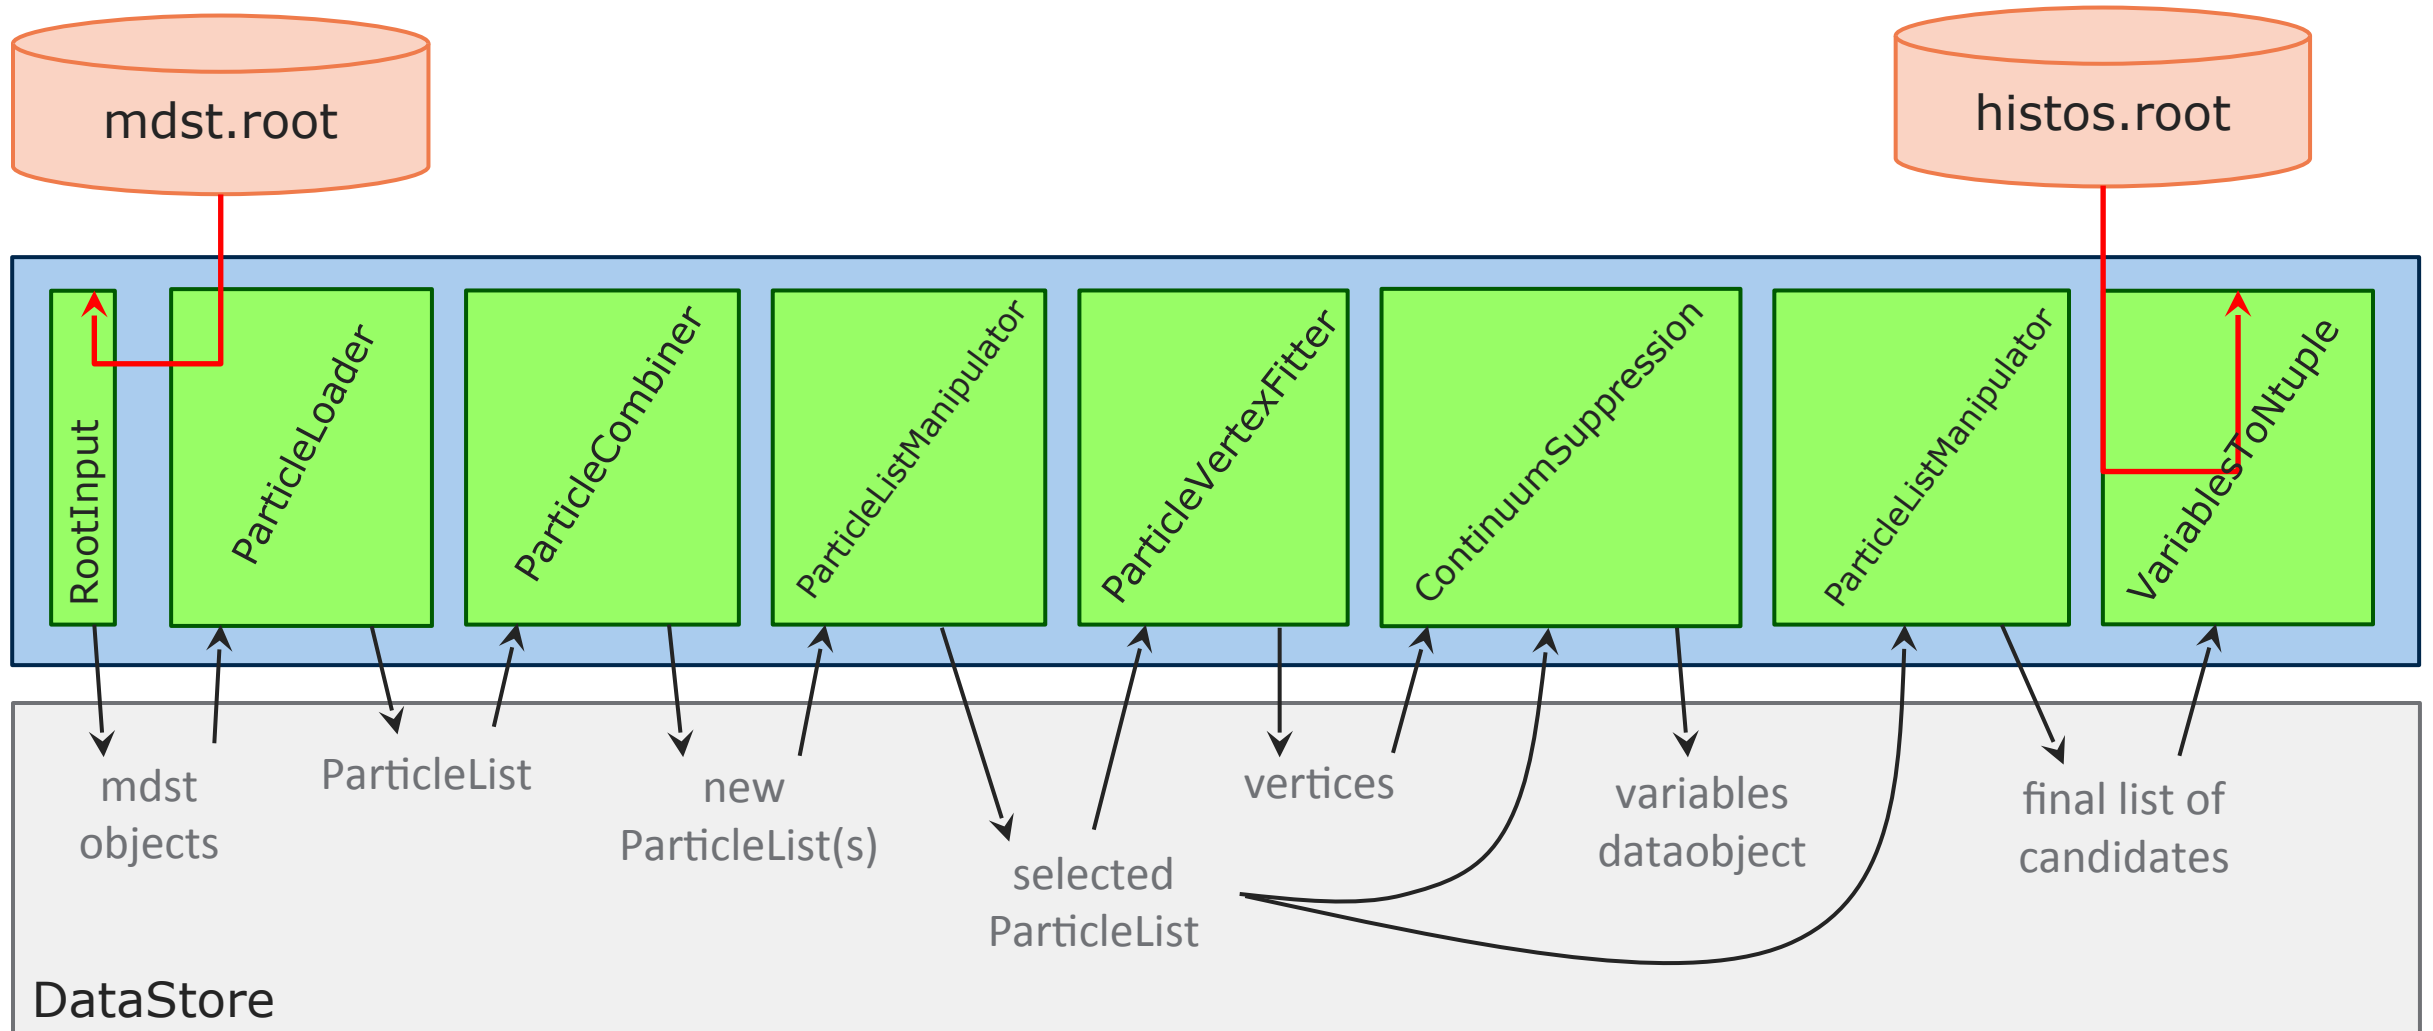 mdst.root
histos.root
RootInput
ParticleLoader
ParticleCombiner
ParticleListManipulator
ParticleVertexFitter
ContinuumSuppression
ParticleListManipulator
VariablesToNtuple
mdst
objects
ParticleList
new
ParticleList(s)
selected
ParticleList
vertices
variables
dataobject
final list of
candidates
DataStore